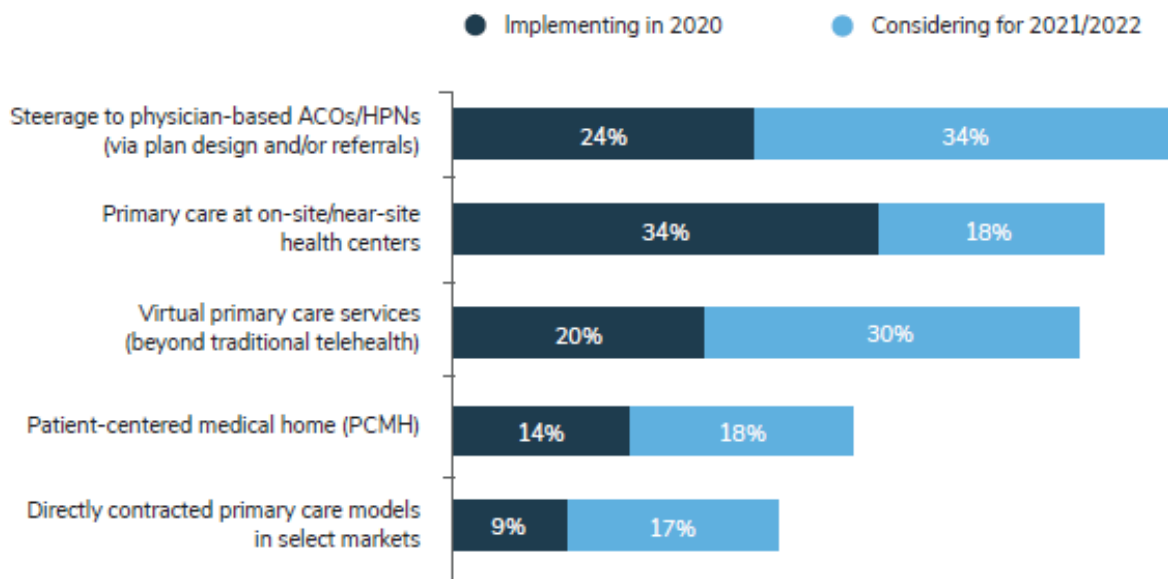 Implementing in 2020
Considering for 2021/2022
Steerage to physician-based ACOs/HPNs
(via plan design and/or referrals)
24%
34%
Primary care at on-site/near-site
health centers
34%
18%
Virtual primary care services
(beyond traditional telehealth)
20%
30%
Patient-centered medical home (PCMH)
14%
18%
Directly contracted primary care models
in select markets
9%
17%